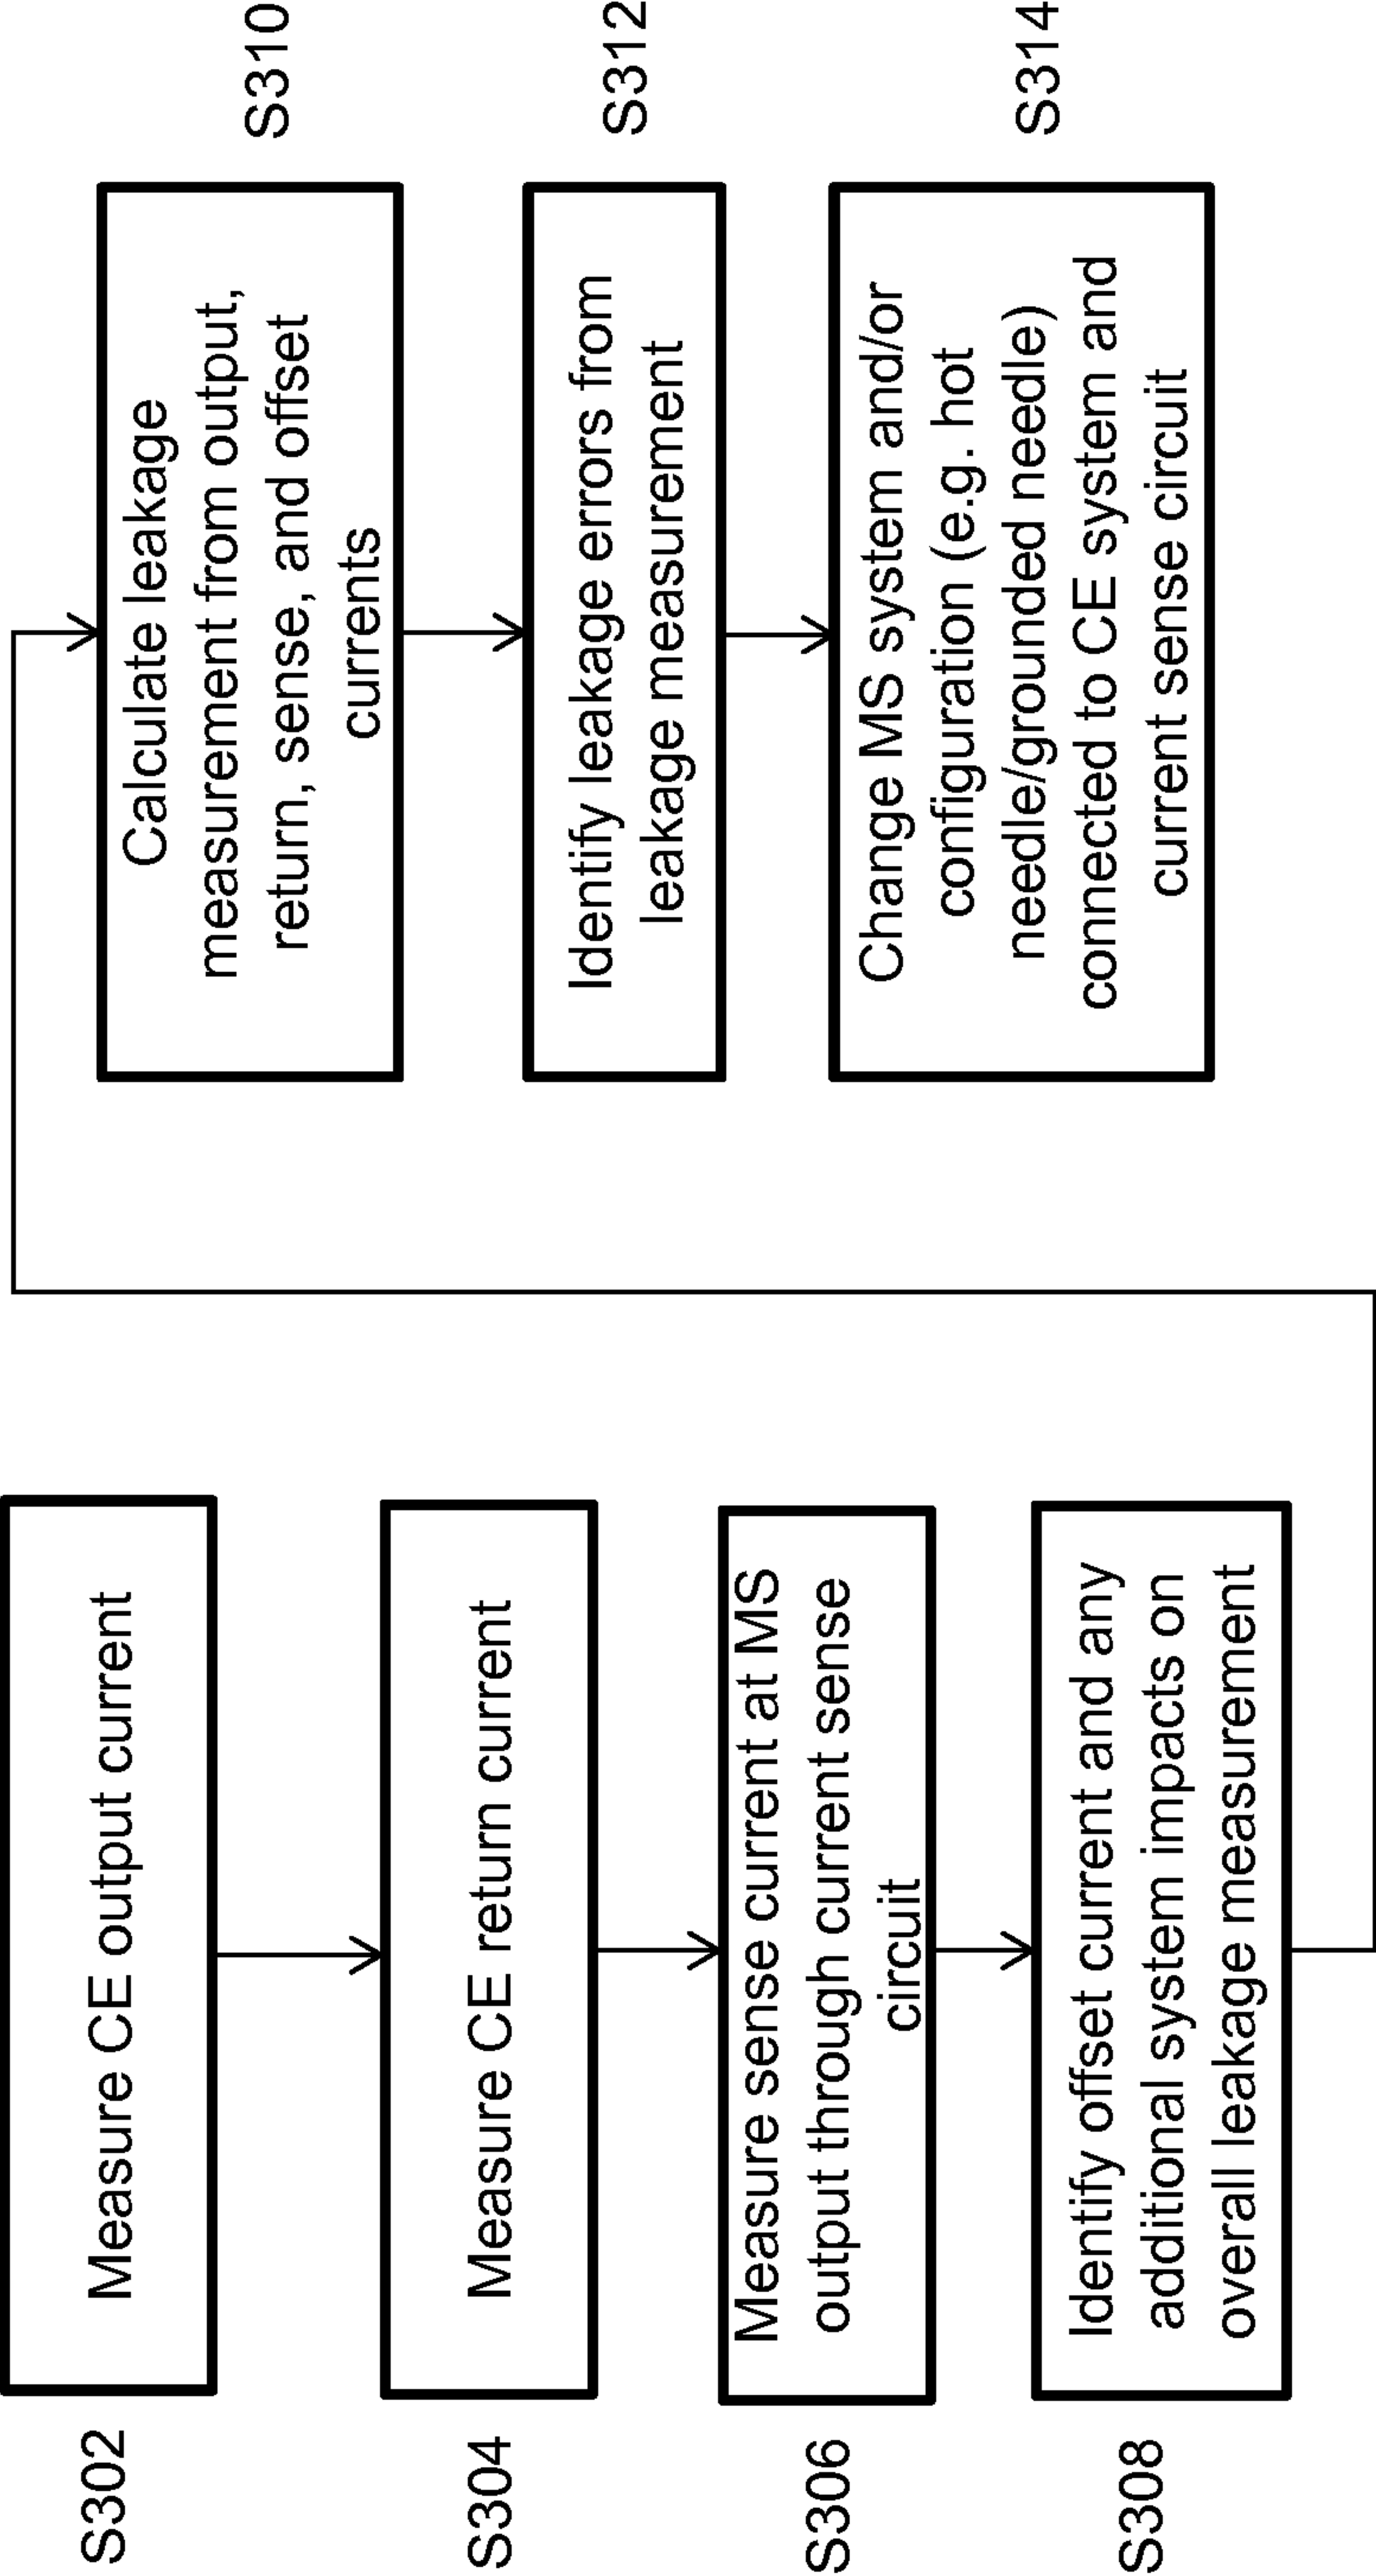 S302
Measure CE output current
S304
Measure CE return current
S306
Measure sense current at MS
output through current sense
circuit
S308
Identify offset current and any
additional system impacts on
overall leakage measurement
Calculate leakage
measurement from output,
return, sense, and offset
currents
S310
Identify leakage errors from
leakage measurement
S312
Change MS system and/or
configuration (e.g. hot
needle/grounded needle)
connected to CE system and
current sense circuit
S314